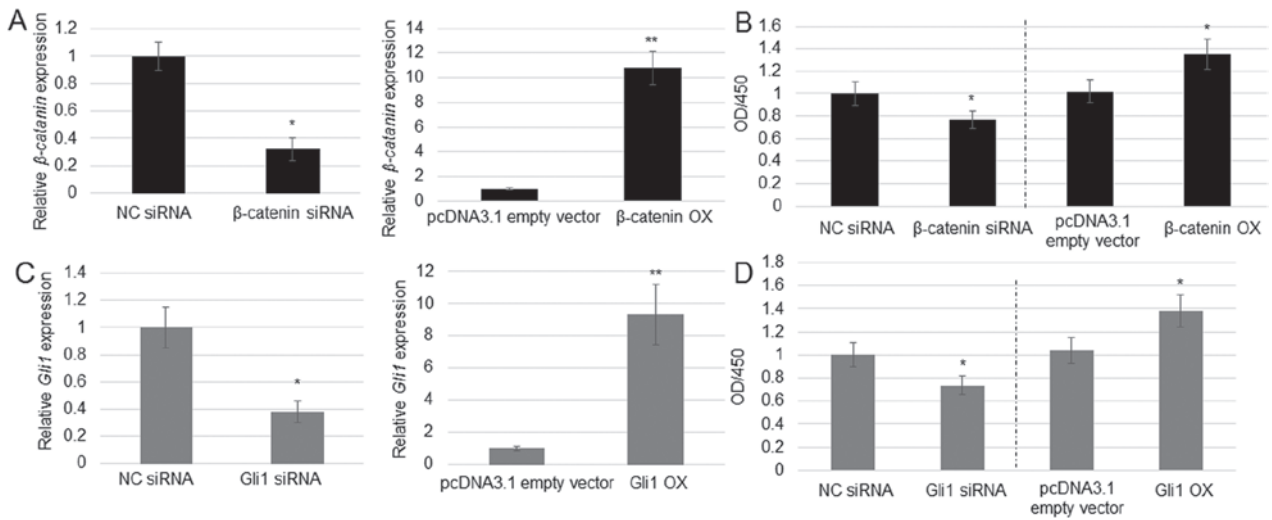 A
Relative β-catanin expression
1.2
1
0.8
0.6
0.4
0.2
0
*
NC siRNA
β-catenin siRNA
Relative β-catanin expression
14
12
10
8
6
4
2
0
**
pcDNA3.1 empty vector
β-catenin OX
B
OD/450
1.6
1.4
1.2
1
0.8
0.6
0.4
0.2
0
*
*
NC siRNA
β-catenin siRNA
pcDNA3.1
empty vector
β-catenin OX
C
Relative Gli1 expression
1.4
1.2
1
0.8
0.6
0.4
0.2
0
*
NC siRNA
Gli1 siRNA
Relative Gli1 expression
12
10
8
6
4
2
0
**
pcDNA3.1 empty vector
Gli1 OX
D
OD/450
1.8
1.6
1.4
1.2
1
0.8
0.6
0.4
0.2
0
*
*
NC siRNA
Gli1 siRNA
pcDNA3.1
empty vector
Gli1 OX